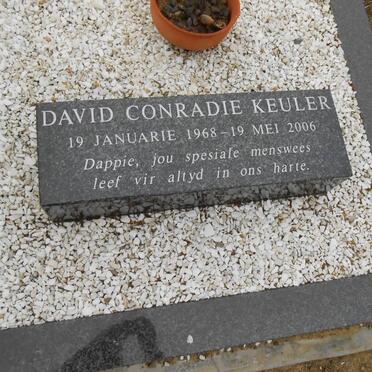 DAVID CONRADIE KEULER
19 JANUARIE 1968 - 19 MEI 2006
Dappie, jou spesiale menswees
leef vir altyd in ons harte.